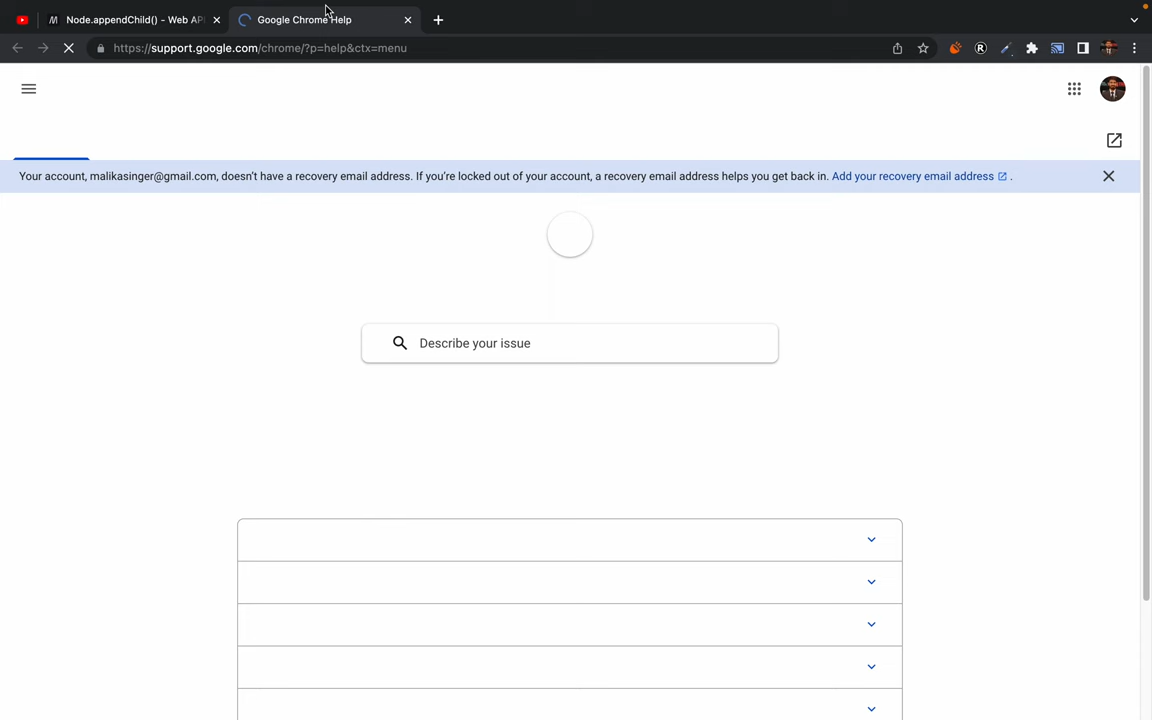 Node.appendChild() - Web AP
Google Chrome Help
https://support.google.com/chrome/?p=help&ctx=menu
Your account, malikasinger@gmail.com, doesn't have a recovery email address. If you're locked out of your account, a recovery email address helps you get back in. Add your recovery email address .
Describe your issue